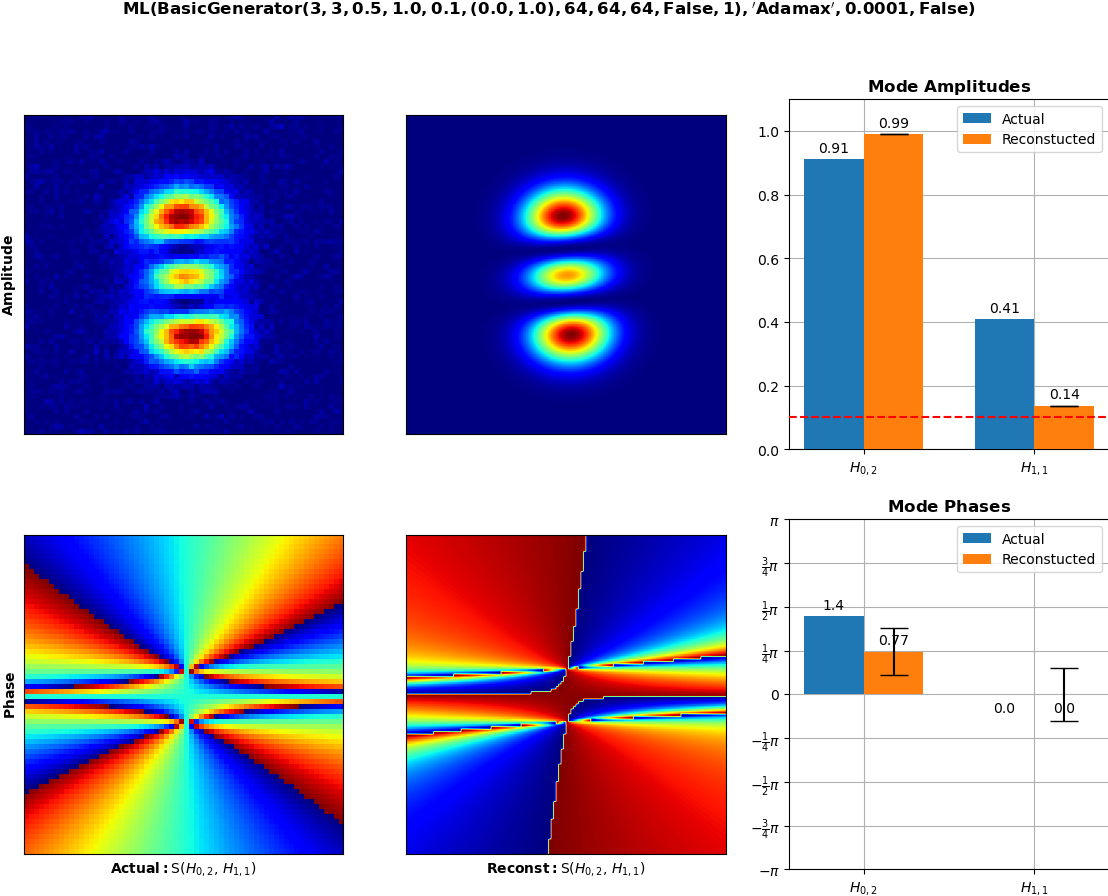 ML(BasicGenerator(3, 3, 0.5, 1.0, 0.1, (0.0, 1.0), 64, 64, 64, False, 1), ′Adamax′, 0.0001, False)
Amplitude
Mode Amplitudes
Actual
Reconstucted
1.0
0.8
0.6
0.4
0.2
0.0
0.91
0.99
0.41
0.14
H0, 2
H1, 1
Phase
Actual: S(H0, 2, H1, 1)
Reconst: S(H0, 2, H1, 1)
Mode Phases
Actual
Reconstucted
π
3/4π
1/2π
1/4π
0
−1/4π
−1/2π
−3/4π
−π
1.4
0.77
0.0
0.0
H0, 2
H1, 1